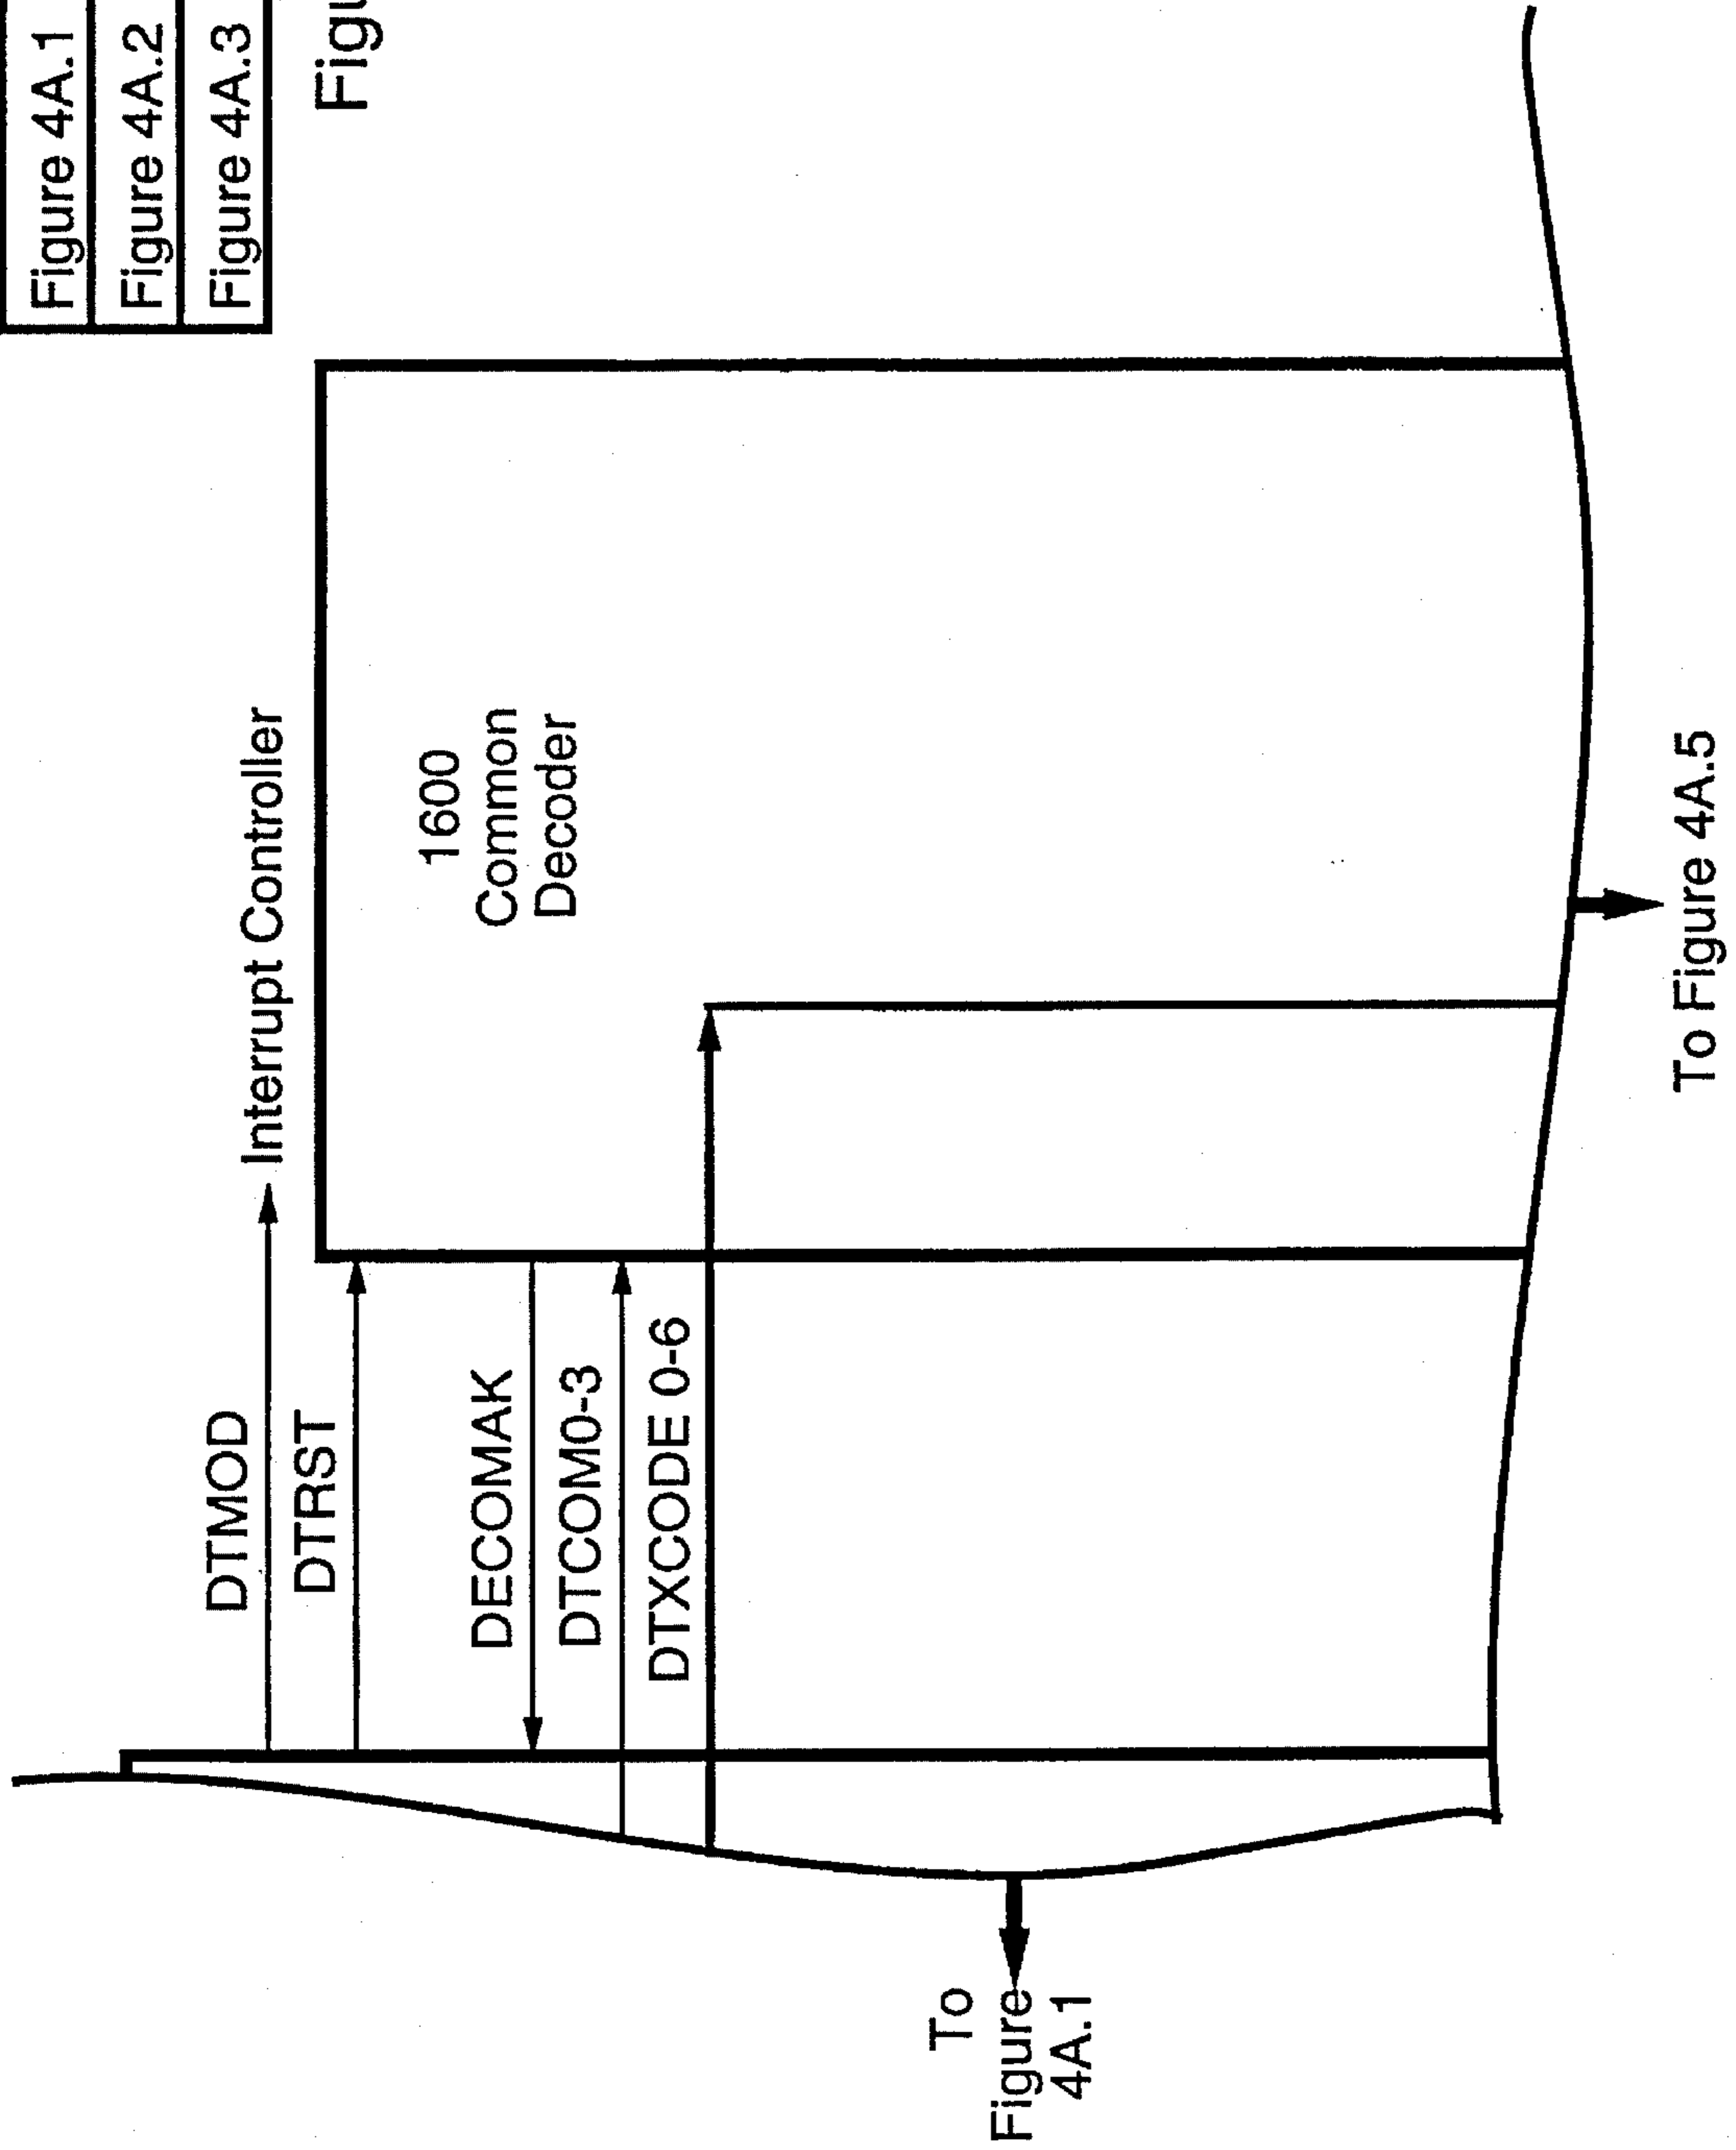 Figure 4A.1
Figure 4A.2
Figure 4A.3
DTMOD
Interrupt Controller
DTRST
1600
Common
Decoder
DECOMAK
DTCOM0-3
DTXCODE 0-6
To
Figure
4A.1
To Figure 4A.5